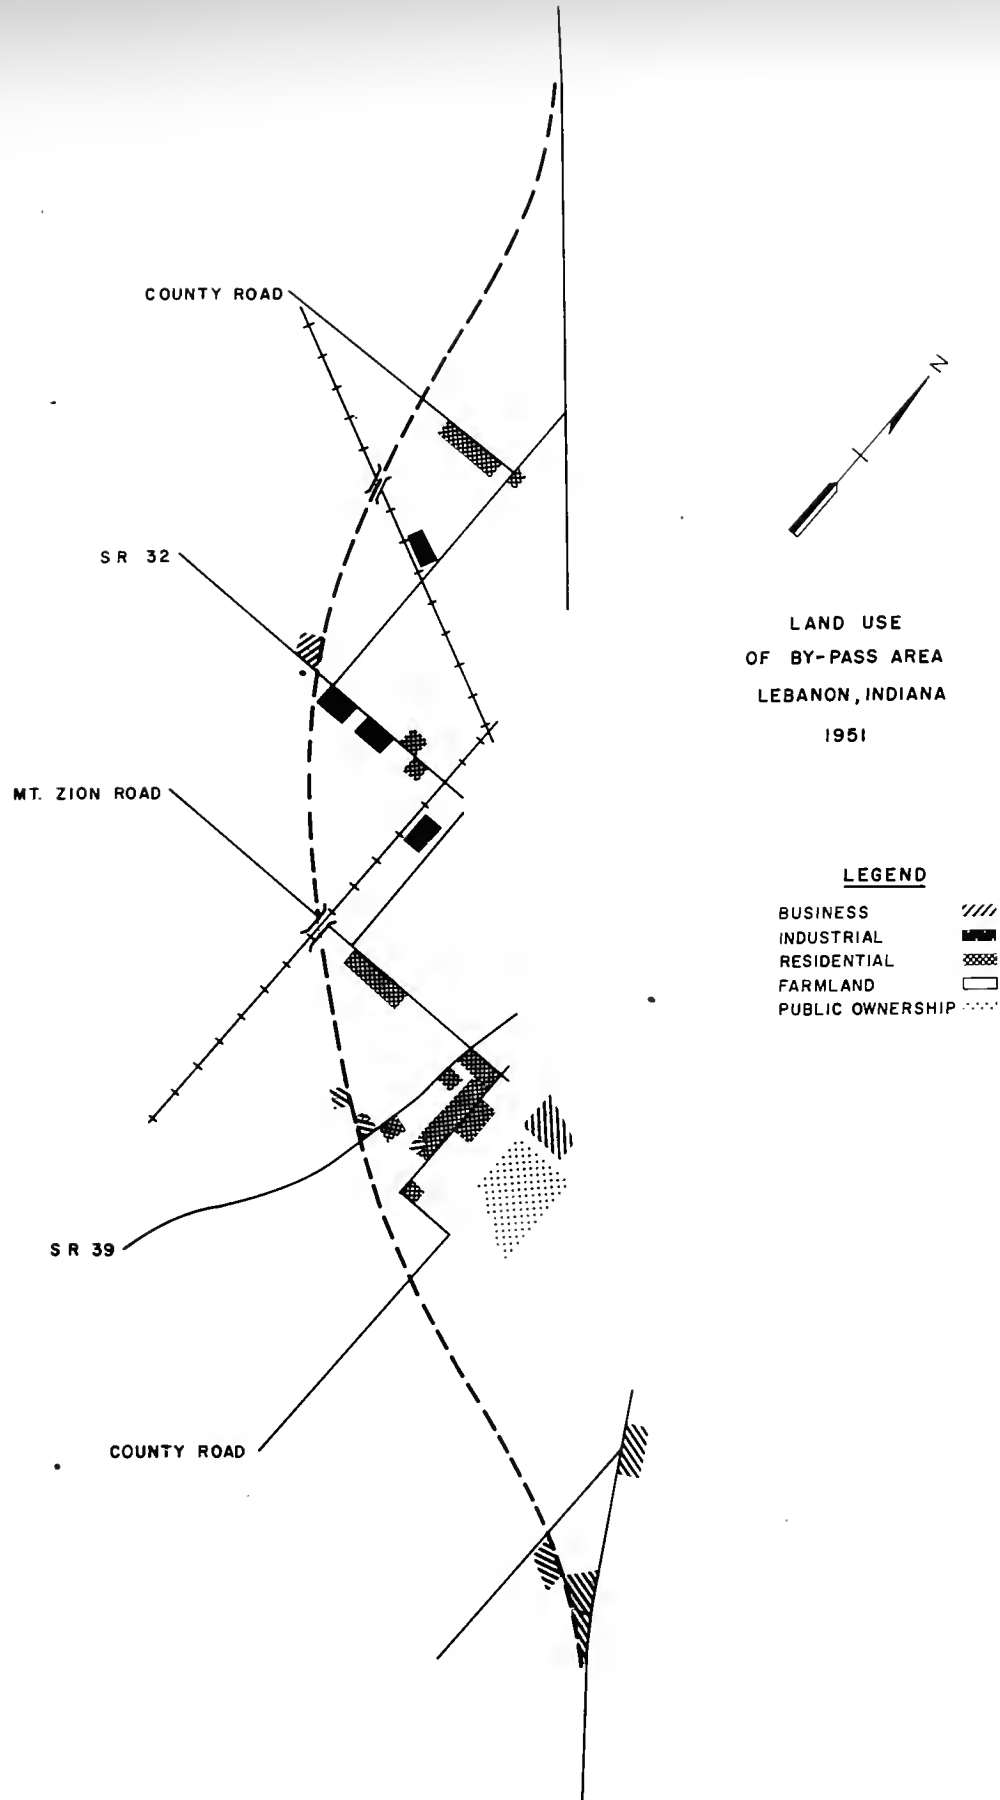 COUNTY ROAD
N
SR 32
LAND USE
OF BY-PASS AREA
LEBANON, INDIANA
1951
MT. ZION ROAD
LEGEND
BUSINESS
INDUSTRIAL
RESIDENTIAL
FARMLAND
PUBLIC OWNERSHIP
SR 39
COUNTY ROAD